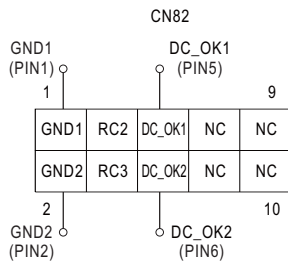 CN82
GND1 DC_OK1
(PIN1) (PIN5)
1 9
GND1 RC2 DC_OK1 NC NC
GND2 RC3 DC_OK2 NC NC
2 10
GND2 DC_OK2
(PIN2) (PIN6)